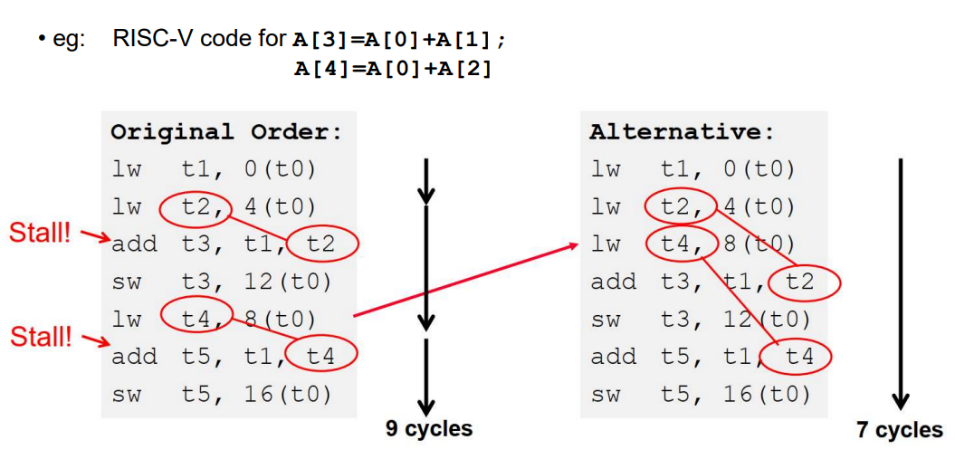 • eg: RISC-V code for A[3]=A[0]+A[1];
A[4]=A[0]+A[2]
Original Order:
lw t1, 0(t0)
lw t2, 4(t0)
Stall! add t3, t1, t2
sw t3, 12(t0)
lw t4, 8(t0)
Stall! add t5, t1, t4
sw t5, 16(t0)
9 cycles
Alternative:
lw t1, 0(t0)
lw t2, 4(t0)
lw t4, 8(t0)
add t3, t1, t2
sw t3, 12(t0)
add t5, t1, t4
sw t5, 16(t0)
7 cycles